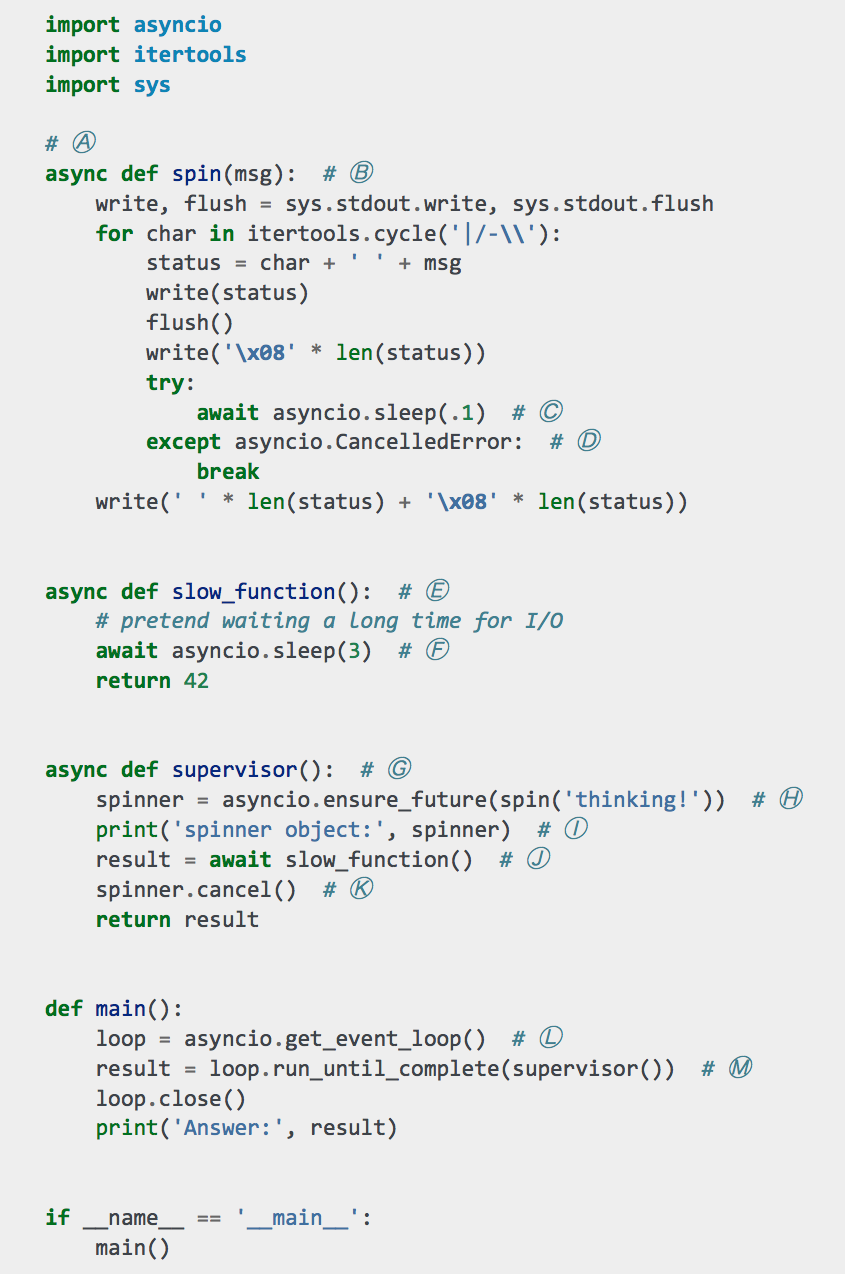 import asyncio
import itertools
import sys

# Ⓐ
async def spin(msg):  # Ⓑ
    write, flush = sys.stdout.write, sys.stdout.flush
    for char in itertools.cycle('|/-\\'):
        status = char + ' ' + msg
        write(status)
        flush()
        write('\x08' * len(status))
        try:
            await asyncio.sleep(.1)  # Ⓒ
        except asyncio.CancelledError:  # Ⓓ
            break
    write(' ' * len(status) + '\x08' * len(status))


async def slow_function():  # Ⓔ
    # pretend waiting a long time for I/O
    await asyncio.sleep(3)  # Ⓕ
    return 42


async def supervisor():  # Ⓖ
    spinner = asyncio.ensure_future(spin('thinking!'))  # Ⓗ
    print('spinner object:', spinner)  # Ⓘ
    result = await slow_function()  # Ⓙ
    spinner.cancel()  # Ⓚ
    return result


def main():
    loop = asyncio.get_event_loop()  # Ⓛ
    result = loop.run_until_complete(supervisor())  # Ⓜ
    loop.close()
    print('Answer:', result)


if __name__ == '__main__':
    main()